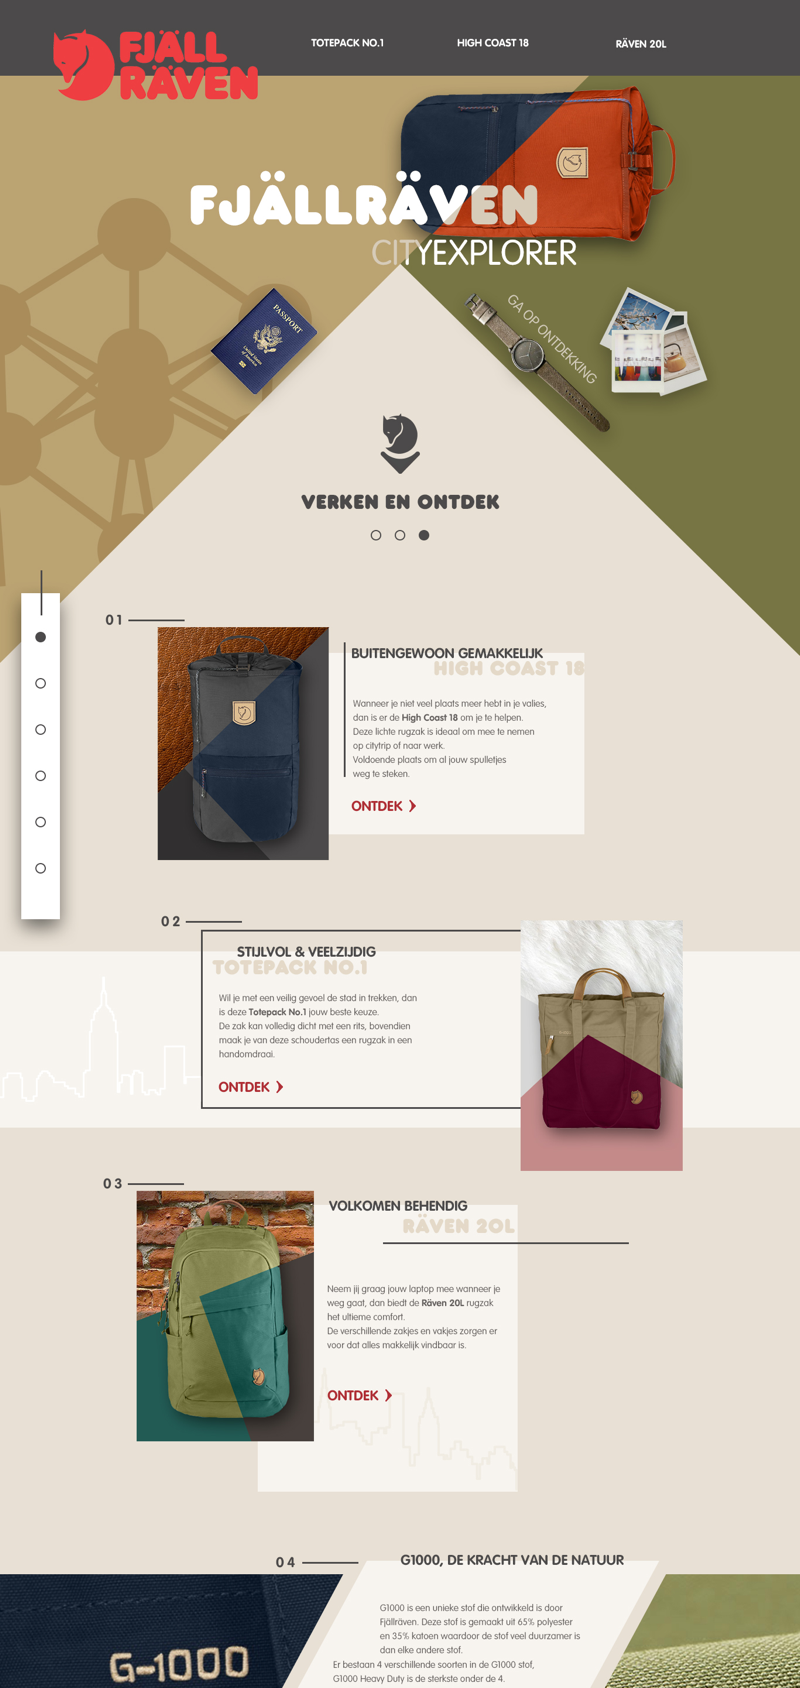 FJÄLL
RÄVEN
TOTEPACK NO.1
HIGH COAST 18
RÄVEN 20L
FJÄLLRÄVEN
CITYEXPLORER
PASSPORT
United States
of America
GA OP ONTDEKKING
VERKEN EN ONTDEK
01
BUITENGEWOON GEMAKKELIJK
HIGH COAST 18
Wanneer je niet veel plaats meer hebt in je valies,
dan is er de High Coast 18 om je te helpen.
Deze lichte rugzak is ideaal om mee te nemen
op citytrip of naar werk.
Voldoende plaats om al jouw spulletjes
weg te steken.
ONTDEK
02
STIJLVOL & VEELZIJDIG
TOTEPACK NO.1
Wil je met een veilig gevoel de stad in trekken, dan
is deze Totepack No.1 jouw beste keuze.
De zak kan volledig dicht met een rits, bovendien
maak je van deze schoudertas een rugzak in een
handomdraai.
ONTDEK
03
VOLKOMEN BEHENDIG
RÄVEN 20L
Neem jij graag jouw laptop mee wanneer je
weg gaat, dan biedt de Räven 20L rugzak
het ultieme comfort.
De verschillende zakjes en vakjes zorgen er
voor dat alles makkelijk vindbaar is.
ONTDEK
04
G1000, DE KRACHT VAN DE NATUUR
G1000 is een unieke stof die ontwikkeld is door
Fjällräven. Deze stof is gemaakt uit 65% polyester
en 35% katoen waardoor de stof veel duurzamer is
dan elke andere stof.
Er bestaan 4 verschillende soorten in de G1000 stof,
G1000 Heavy Duty is de sterkste onder de 4.
G-1000